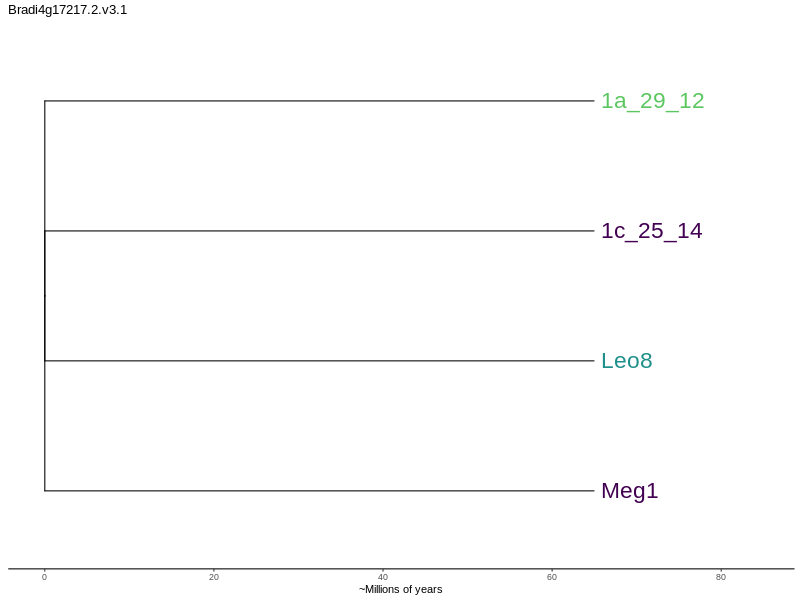 Bradi4g17217.2.v3.1
1a_29_12
1c_25_14
Leo8
Meg1
0 20 40 60 80
~Millions of years